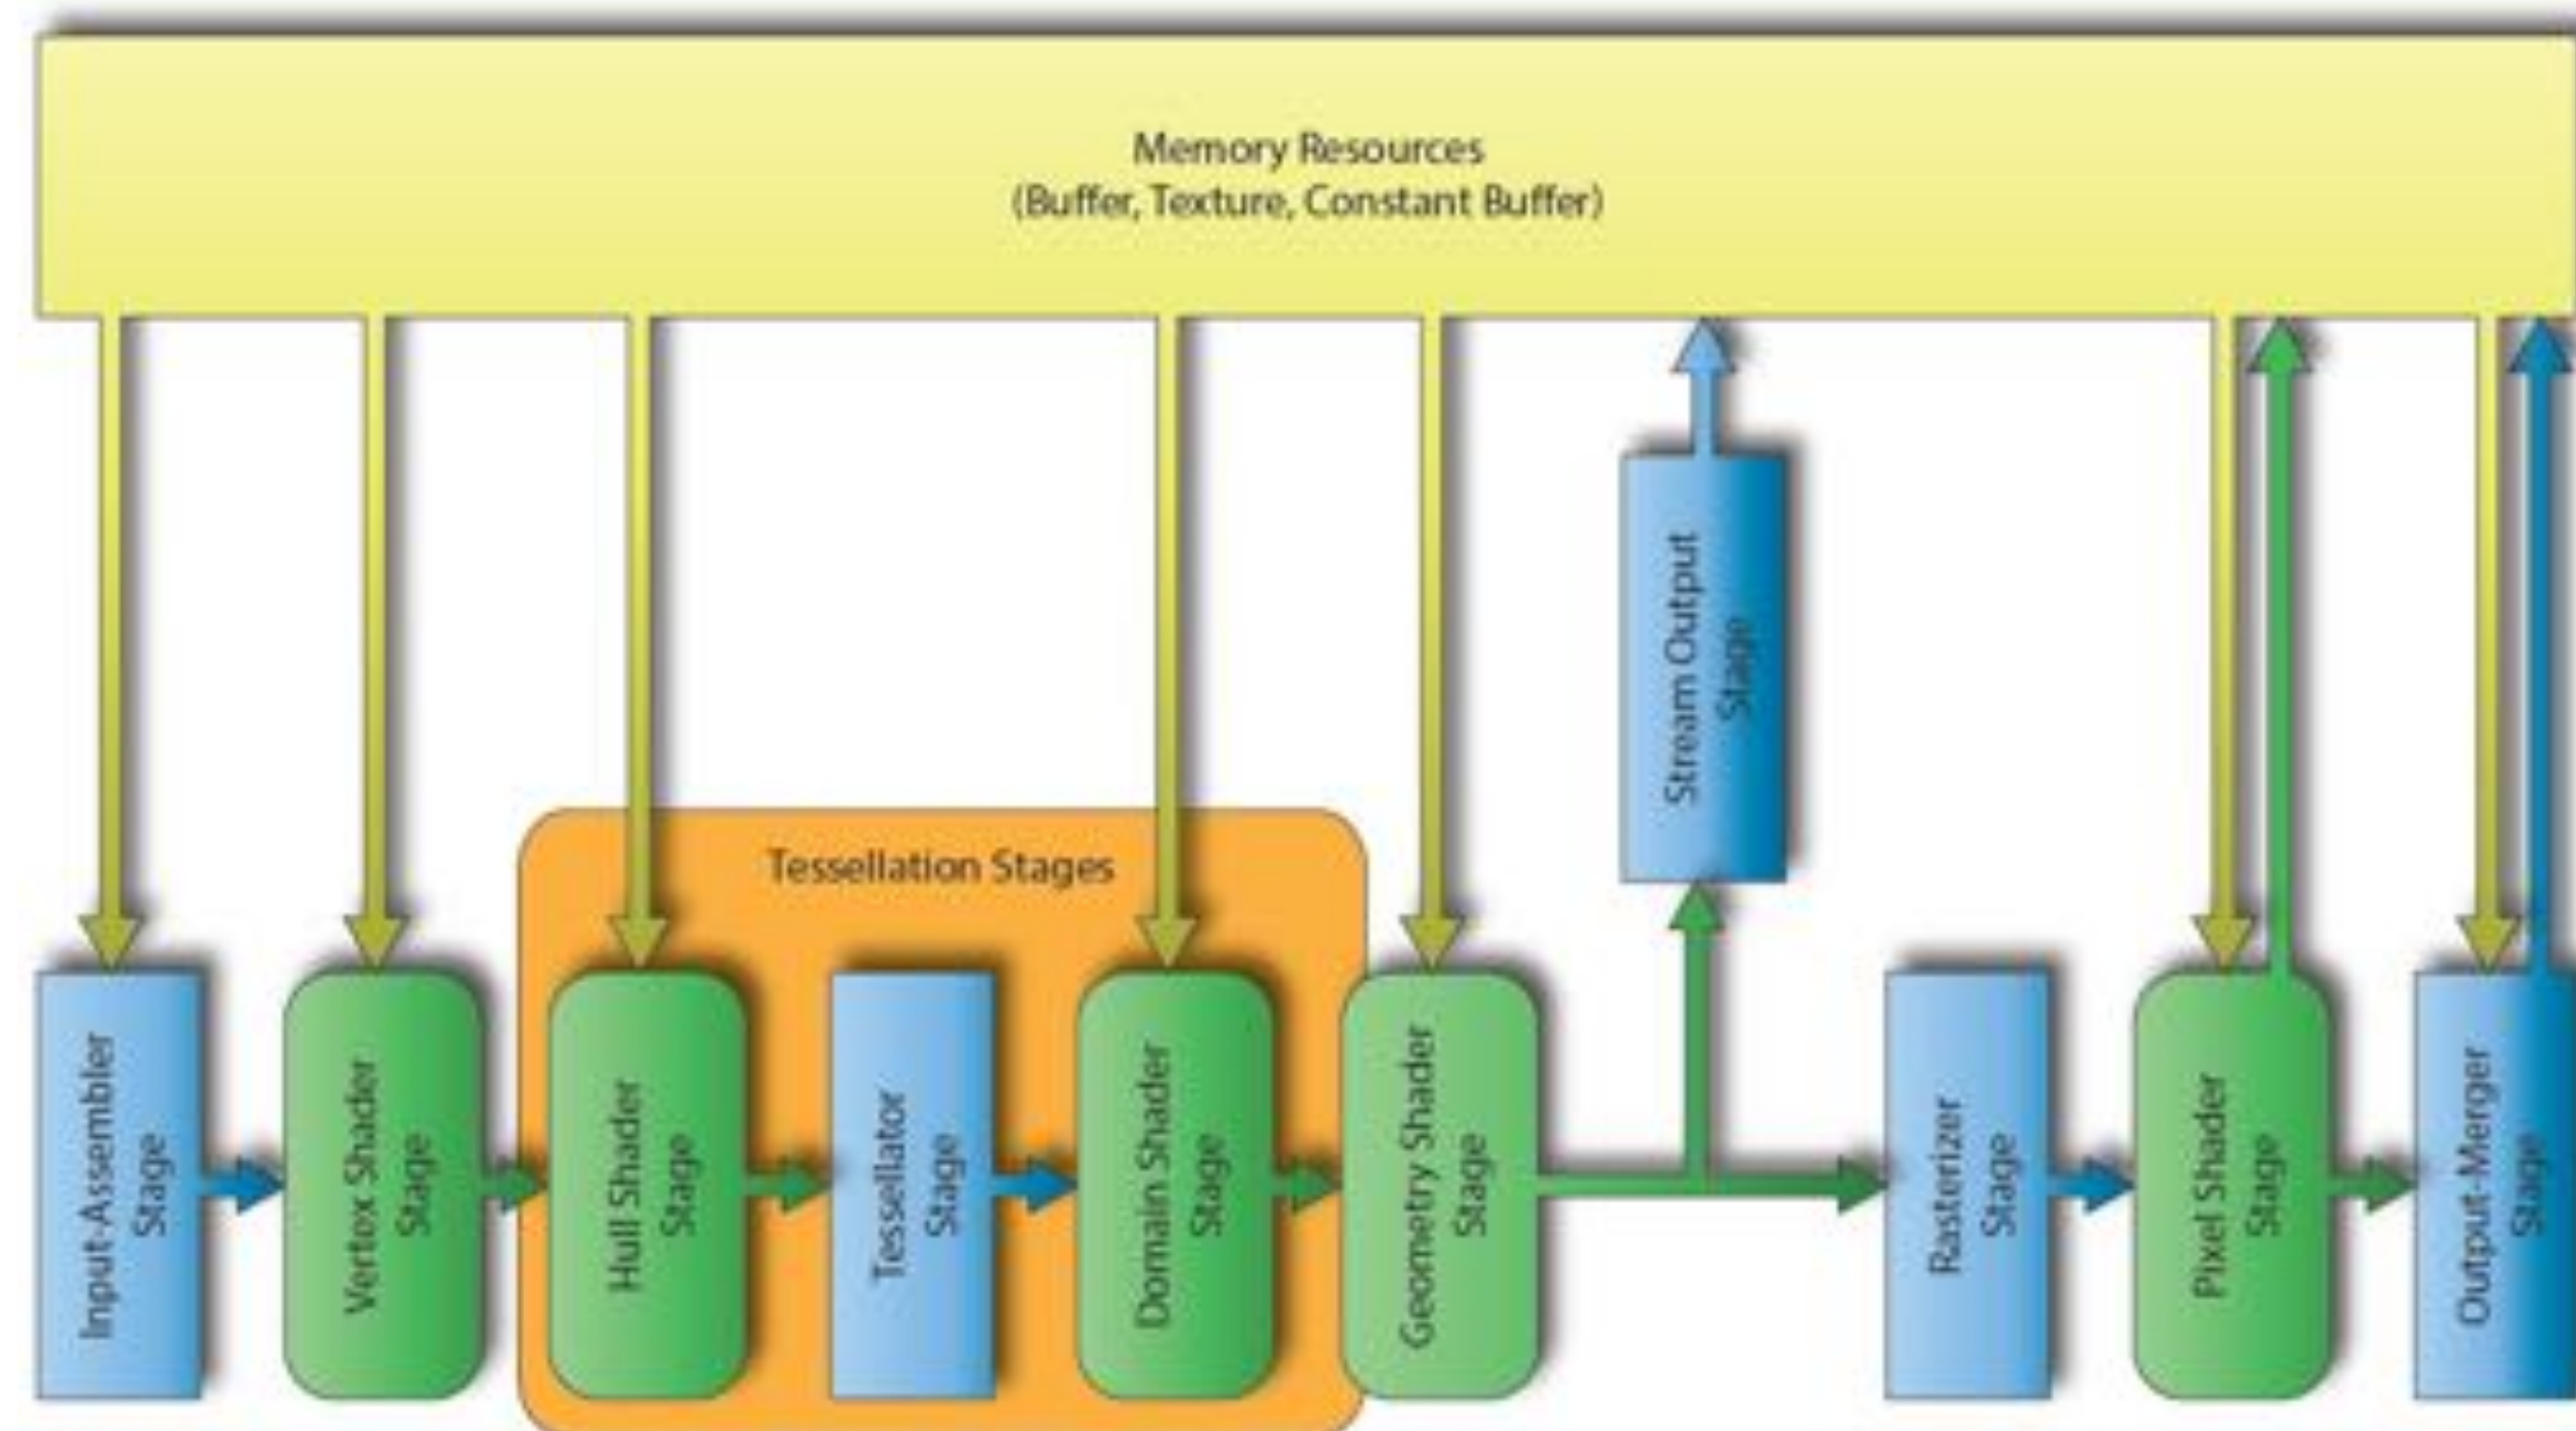 Memory Resources
(Buffer, Texture, Constant Buffer)
Stream Output
Stage
Tessellation Stages
Input-Assembler
Stage
Vertex Shader
Stage
Hull Shader
Stage
Tessellator
Stage
Domain Shader
Stage
Geometry Shader
Stage
Rasterizer
Stage
Pixel Shader
Stage
Output-Merger
Stage